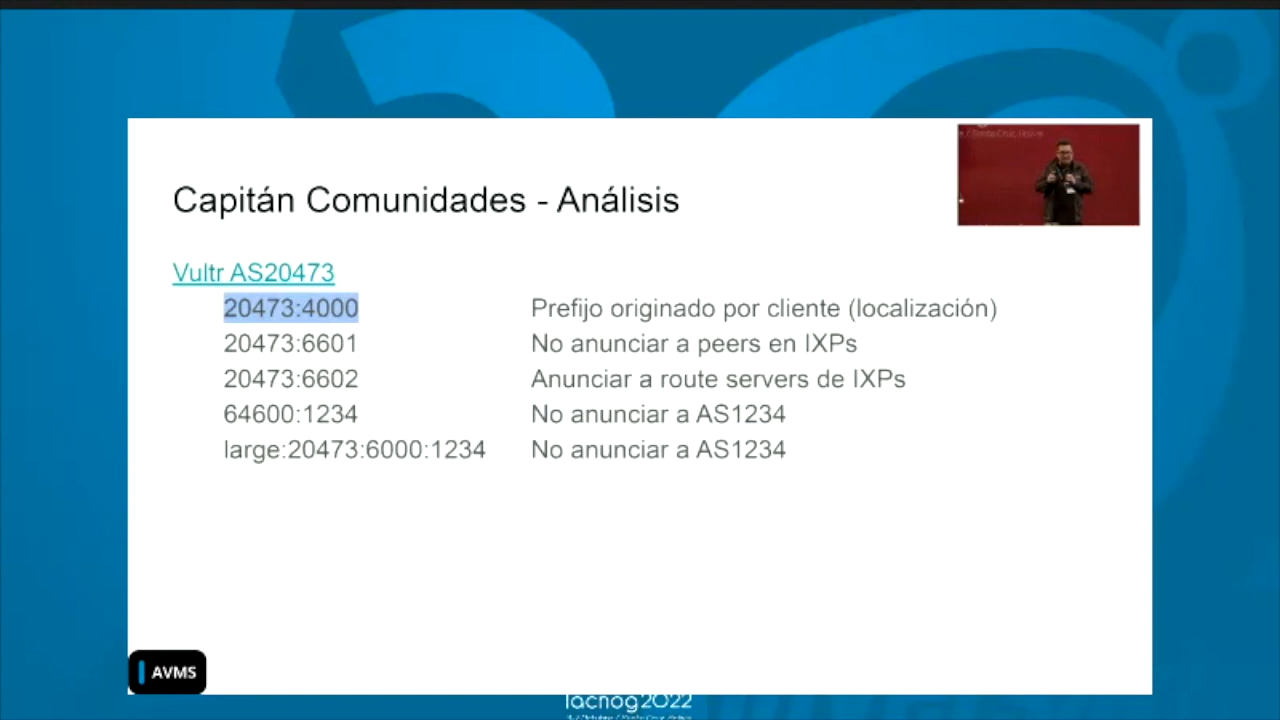 Capitán Comunidades - Análisis
Vultr AS20473
20473:4000 Prefijo originado por cliente (localización)
20473:6601 No anunciar a peers en IXPs
20473:6602 Anunciar a route servers de IXPs
64600:1234 No anunciar a AS1234
large:20473:6000:1234 No anunciar a AS1234
AVMS
lacnog2022